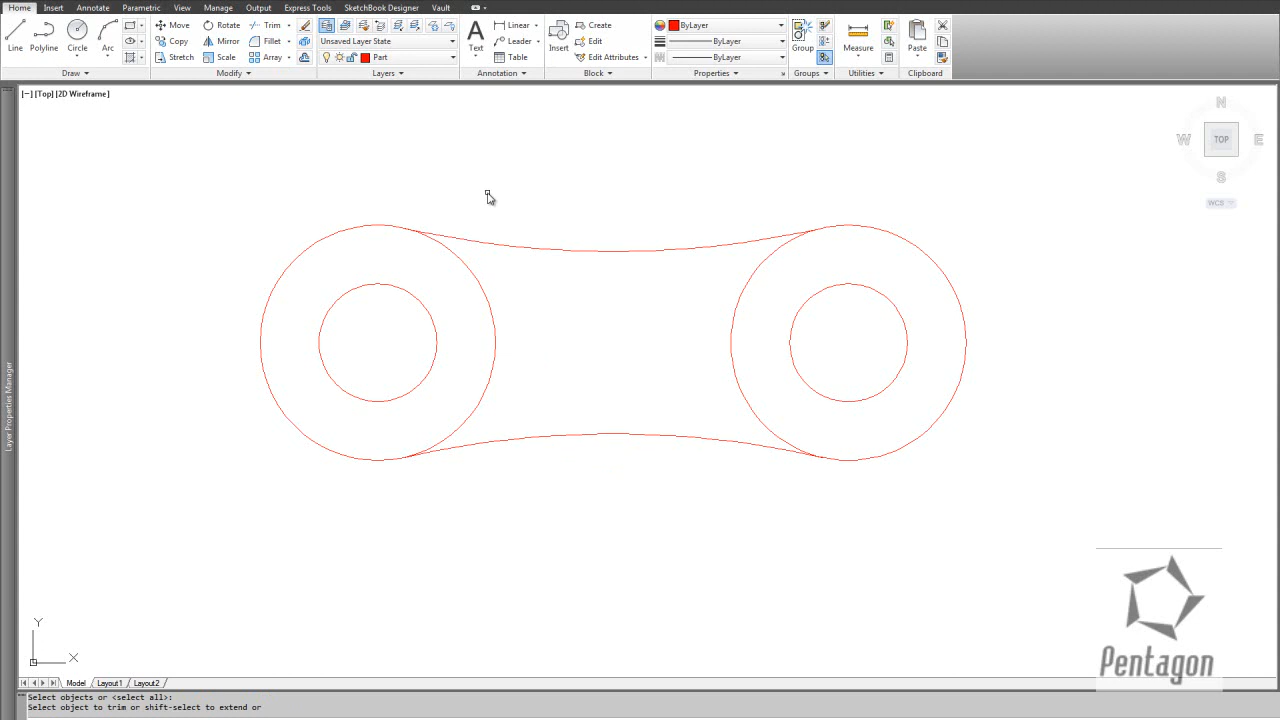 Home Insert Annotate Parametric View Manage Output Express Tools SketchBook Designer Vault
Line Polyline Circle Arc
Move Rotate Trim
Copy Mirror Fillet
Stretch Scale Array
Unsaved Layer State
Part
Text
Linear
Leader
Table
Insert
Create
Edit
Edit Attributes
ByLayer
ByLayer
ByLayer
Group
Measure
Paste
Draw Modify Layers Annotation Block Properties Groups Utilities Clipboard
[−] [Top] [2D Wireframe]
N
W TOP E
S
WCS
Layer Properties Manager
Y
X
Pentagon
Model Layout1 Layout2
Select objects or <select all>:
Select object to trim or shift-select to extend or